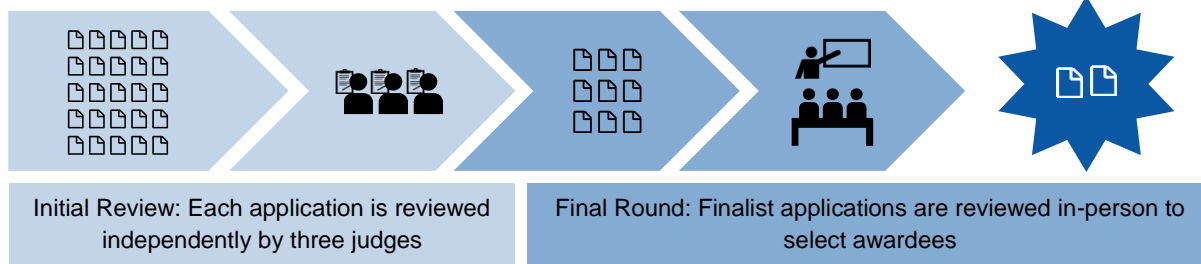 Initial Review: Each application is reviewed
independently by three judges
Final Round: Finalist applications are reviewed in-person to
select awardees